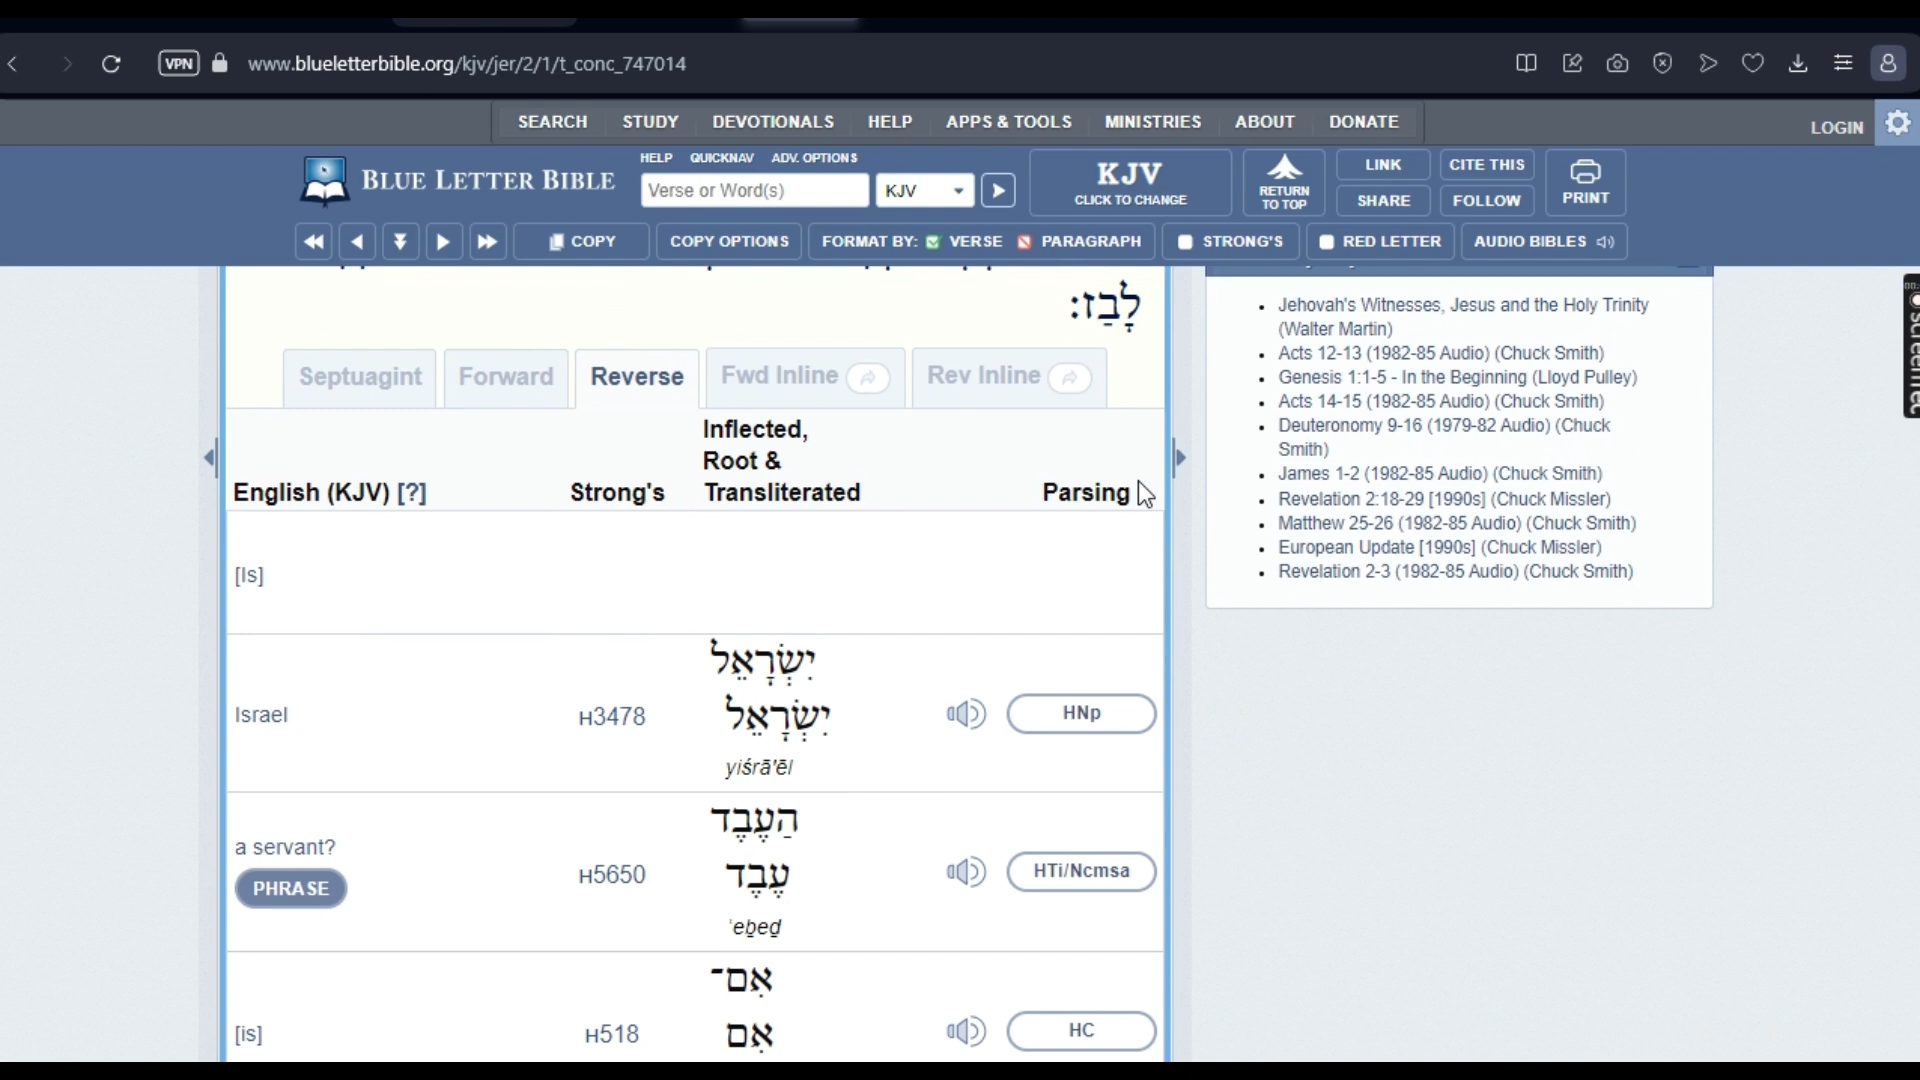 VPN
www.blueletterbible.org/kjv/jer/2/1/t_conc_747014
SEARCH STUDY DEVOTIONALS HELP APPS & TOOLS MINISTRIES ABOUT DONATE
LOGIN
BLUE LETTER BIBLE
HELP QUICKNAV ADV. OPTIONS
Verse or Word(s)
KJV
KJV
CLICK TO CHANGE
RETURN
TO TOP
LINK
CITE THIS
SHARE
FOLLOW
PRINT
COPY
COPY OPTIONS
FORMAT BY: VERSE PARAGRAPH
STRONG'S
RED LETTER
AUDIO BIBLES
לָבַז׃
Septuagint
Forward
Reverse
Fwd Inline
Rev Inline
English (KJV) [?]
Strong's
Inflected,
Root &
Transliterated
Parsing
[Is]
Israel
H3478
יִשְׂרָאֵל
יִשְׂרָאֵל
yiśrā'ēl
HNp
a servant?
PHRASE
H5650
הַעֶבֶד
עֶבֶד
ʿeḇeḏ
HTi/Ncmsa
[is]
H518
אִם־
אִם
HC
Jehovah's Witnesses, Jesus and the Holy Trinity
(Walter Martin)
Acts 12-13 (1982-85 Audio) (Chuck Smith)
Genesis 1:1-5 - In the Beginning (Lloyd Pulley)
Acts 14-15 (1982-85 Audio) (Chuck Smith)
Deuteronomy 9-16 (1979-82 Audio) (Chuck
Smith)
James 1-2 (1982-85 Audio) (Chuck Smith)
Revelation 2:18-29 [1990s] (Chuck Missler)
Matthew 25-26 (1982-85 Audio) (Chuck Smith)
European Update [1990s] (Chuck Missler)
Revelation 2-3 (1982-85 Audio) (Chuck Smith)